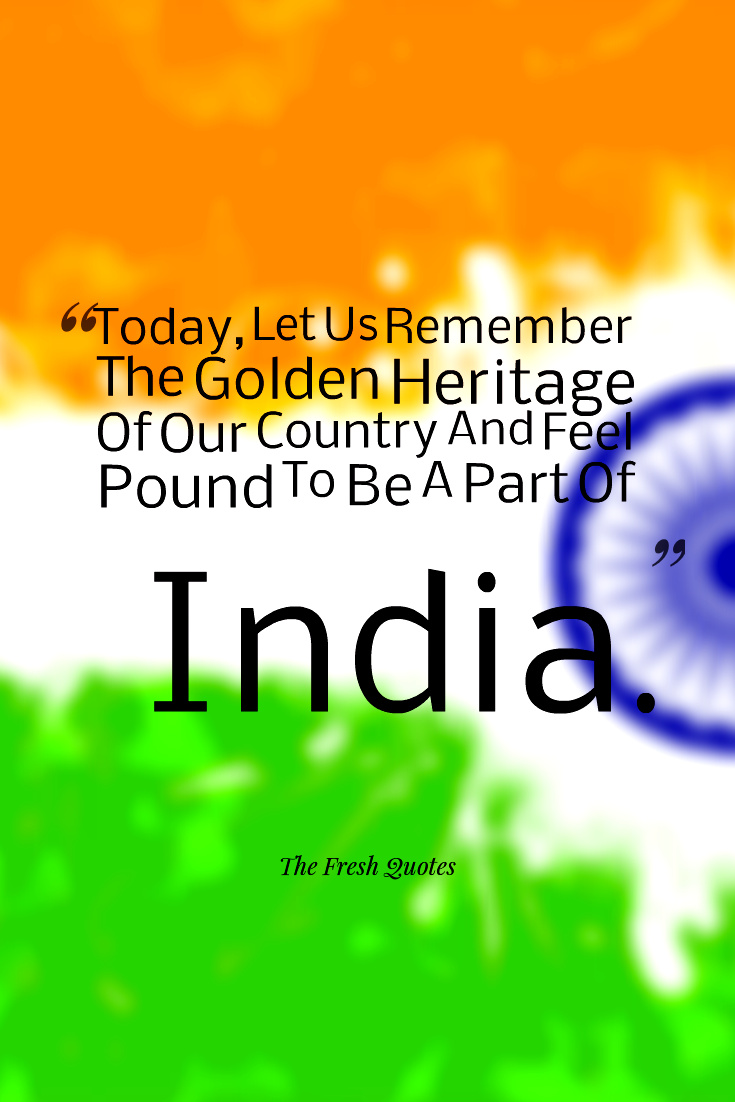 “Today, Let Us Remember
The Golden Heritage
Of Our Country And Feel
Pound To Be A Part Of
India.”
The Fresh Quotes